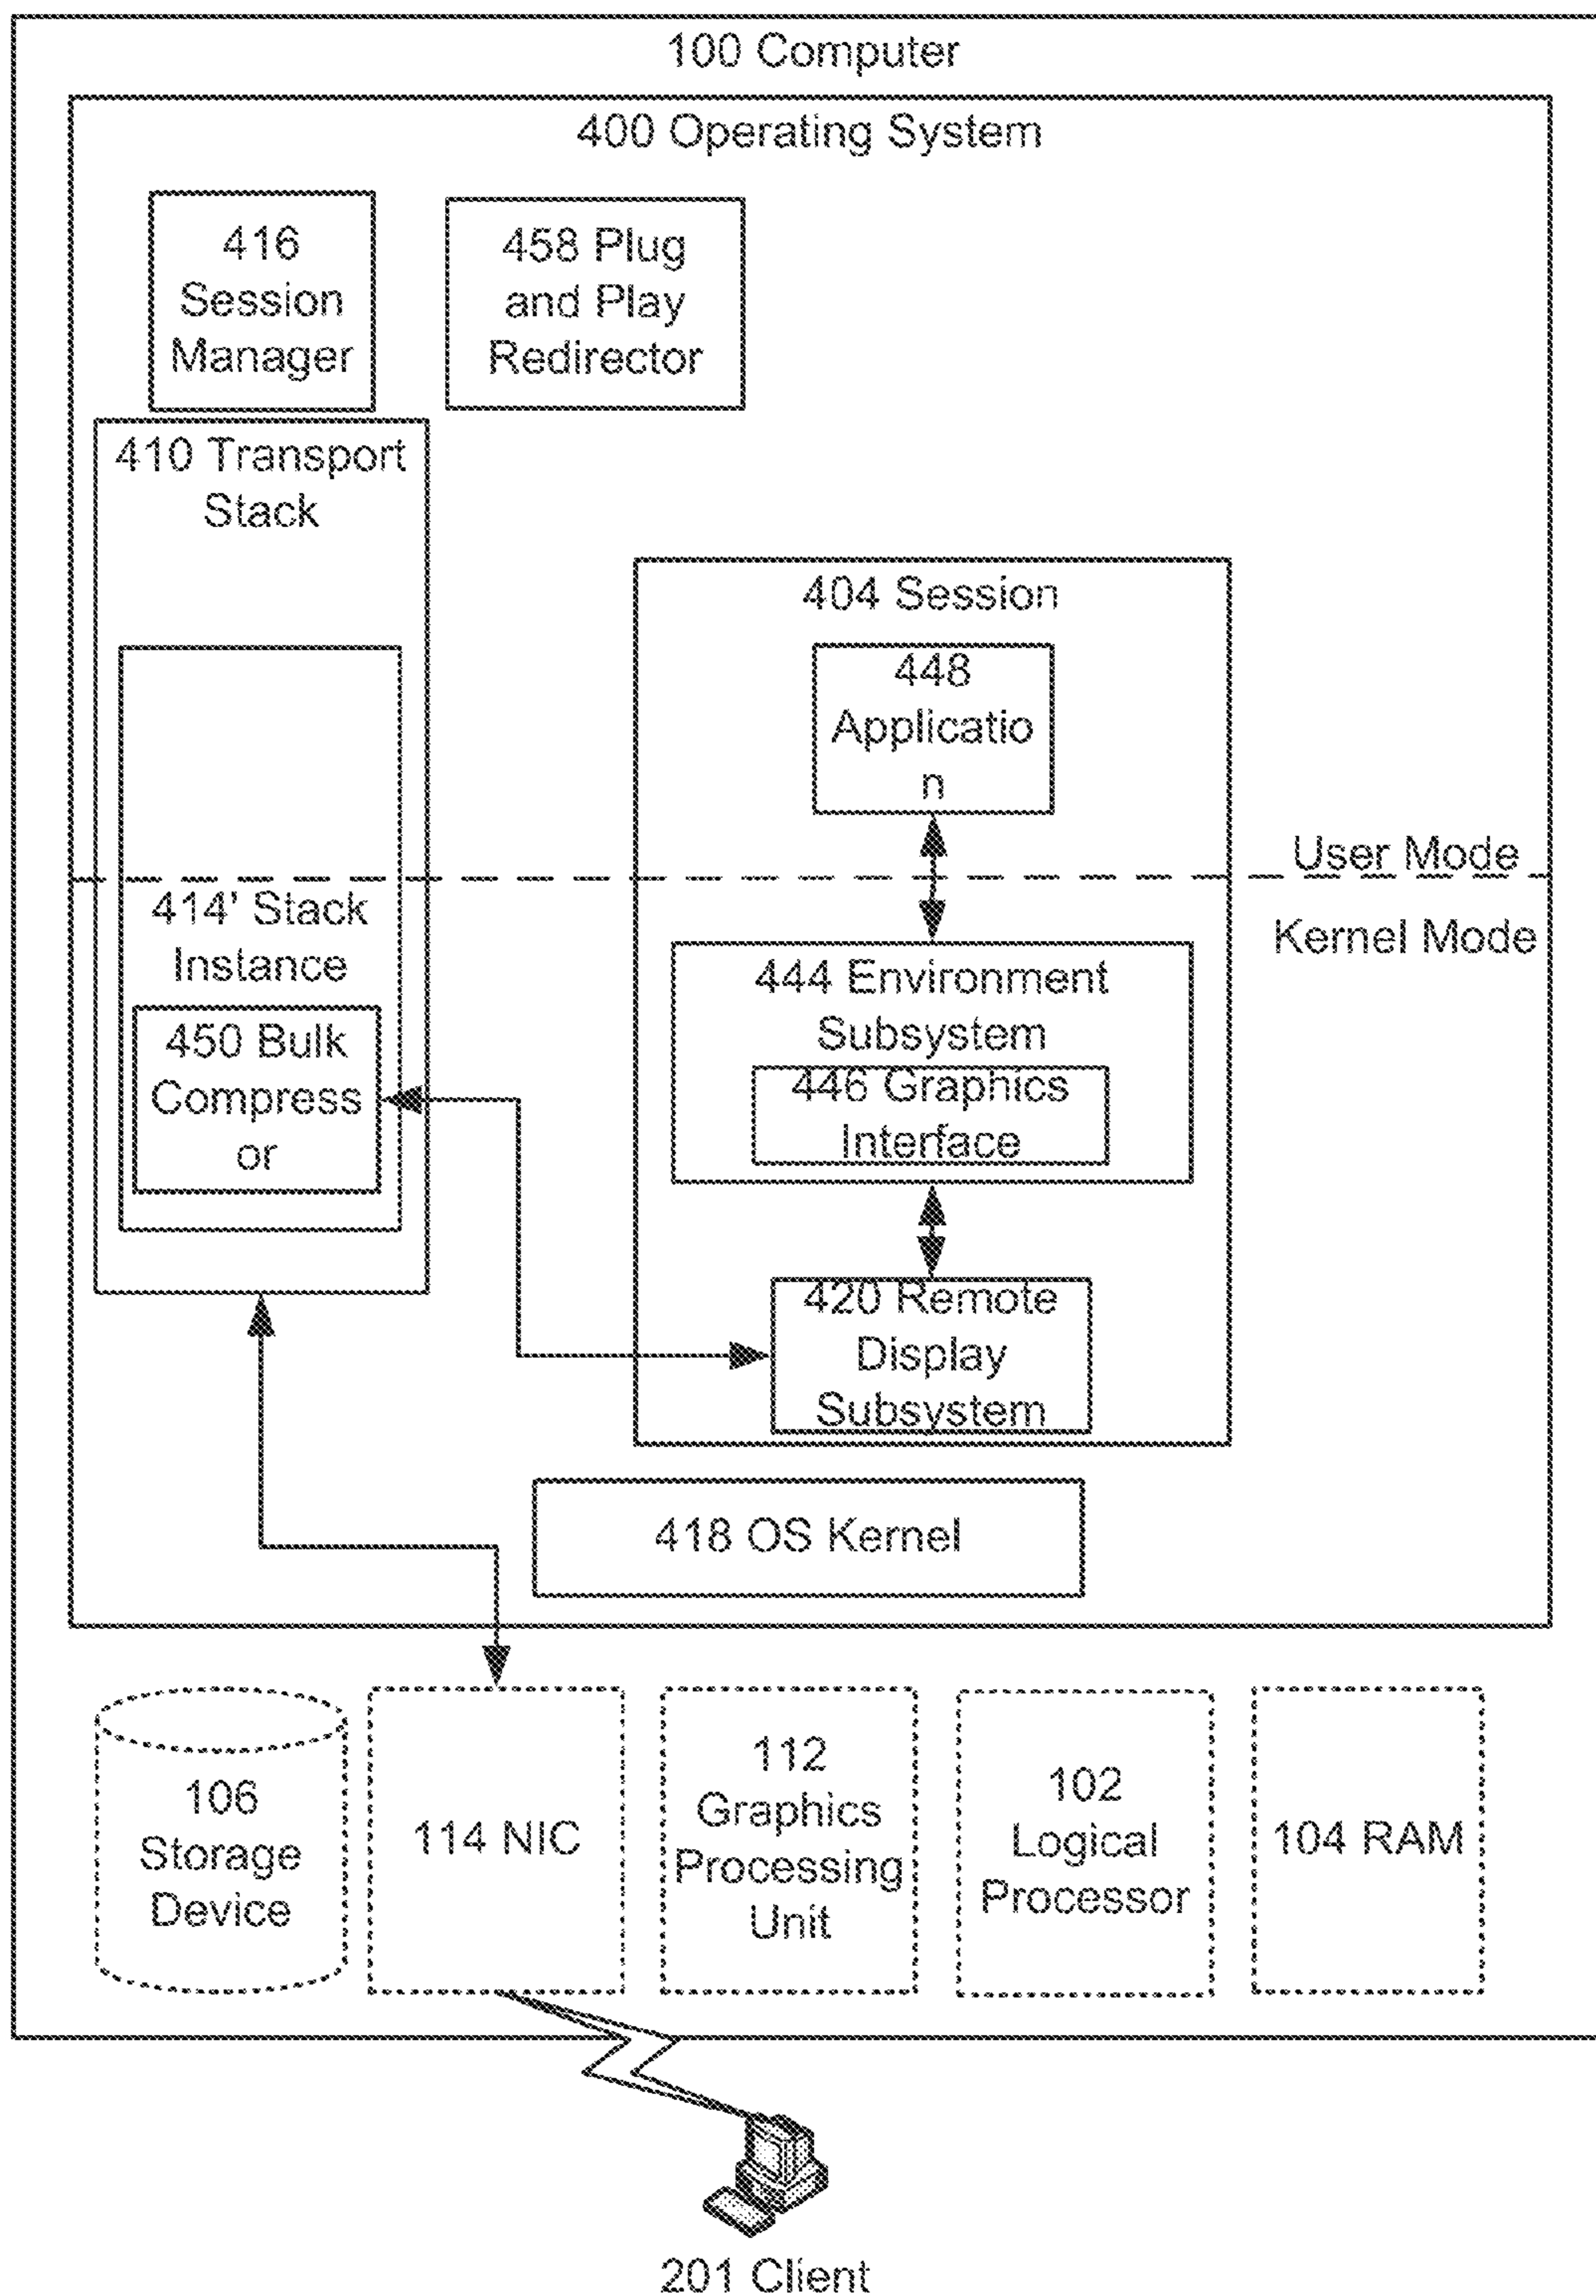 100 Computer
400 Operating System
416
Session
Manager
458 Plug
and Play
Redirector
410 Transport
Stack
404 Session
448
Applicatio
n
User Mode
Kernel Mode
414' Stack
Instance
450 Bulk
Compress
or
444 Environment
Subsystem
446 Graphics
Interface
420 Remote
Display
Subsystem
418 OS Kernel
106
Storage
Device
114 NIC
112
Graphics
Processing
Unit
102
Logical
Processor
104 RAM
201 Client